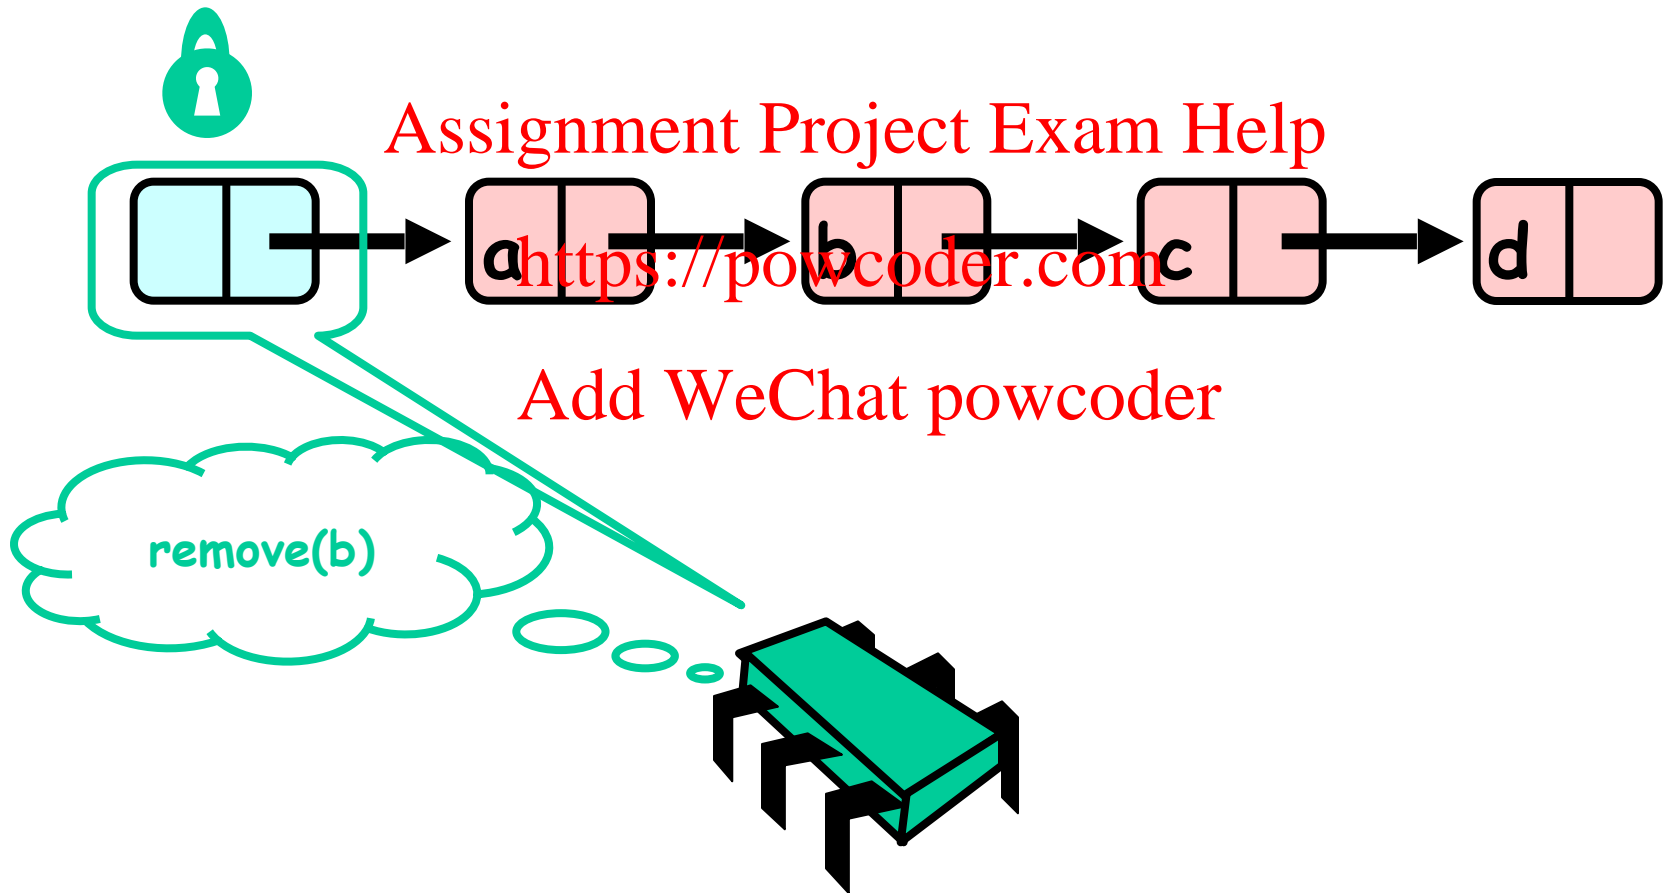 Assignment Project Exam Help
a b c d
https://powcoder.com
Add WeChat powcoder
remove(b)